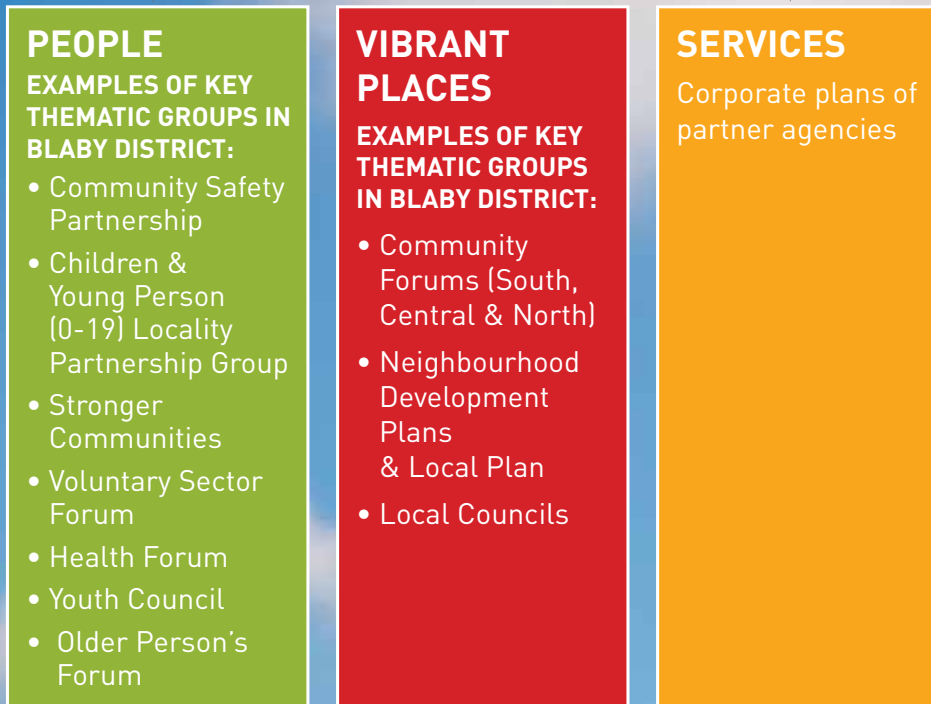 PEOPLE
EXAMPLES OF KEY
THEMATIC GROUPS IN
BLABY DISTRICT:
• Community Safety
Partnership
• Children &
Young Person
(0-19) Locality
Partnership Group
• Stronger
Communities
• Voluntary Sector
Forum
• Health Forum
• Youth Council
• Older Person's
Forum
VIBRANT
PLACES
EXAMPLES OF KEY
THEMATIC GROUPS
IN BLABY DISTRICT:
• Community
Forums (South,
Central & North)
• Neighbourhood
Development
Plans
& Local Plan
• Local Councils
SERVICES
Corporate plans of
partner agencies